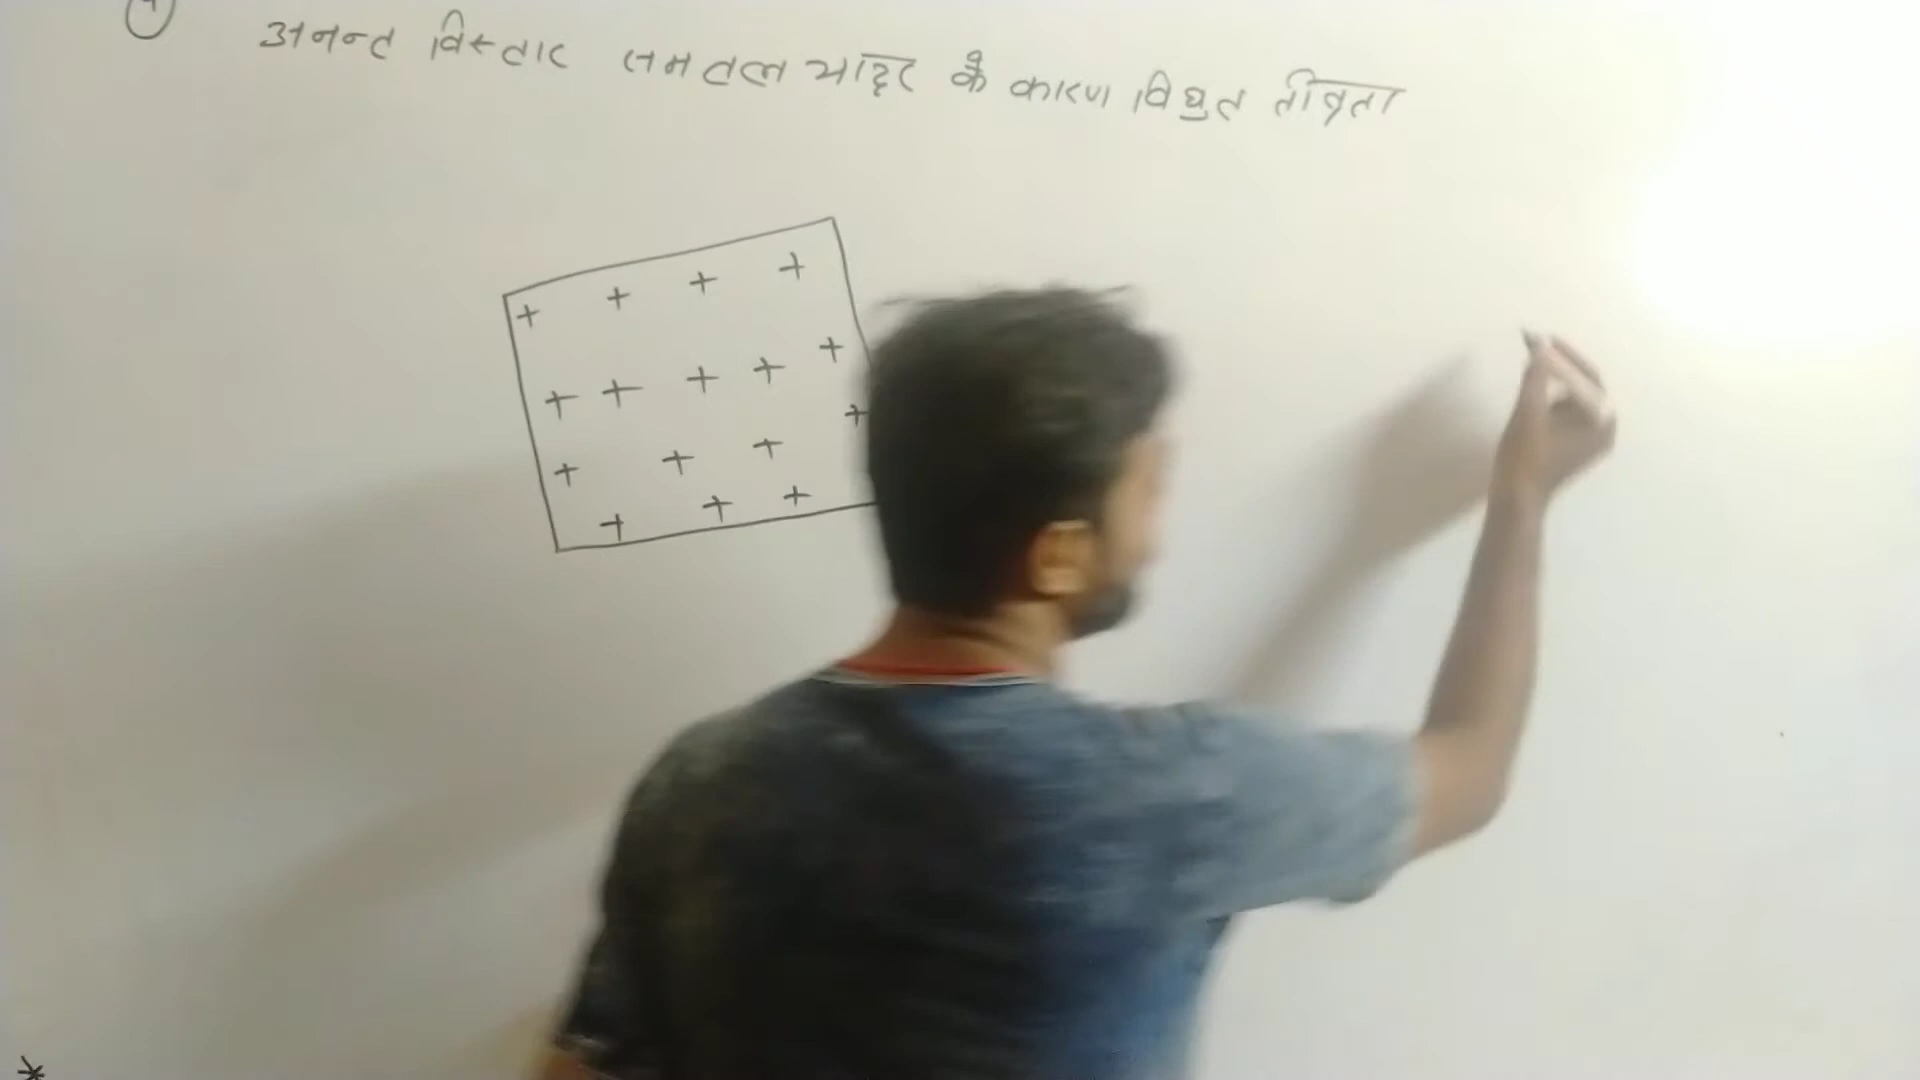 अनन्त विस्तार समतल चादर के कारण विघुत तीव्रता
+ + + +
+ + + + +
+ + + +
+ + +
*